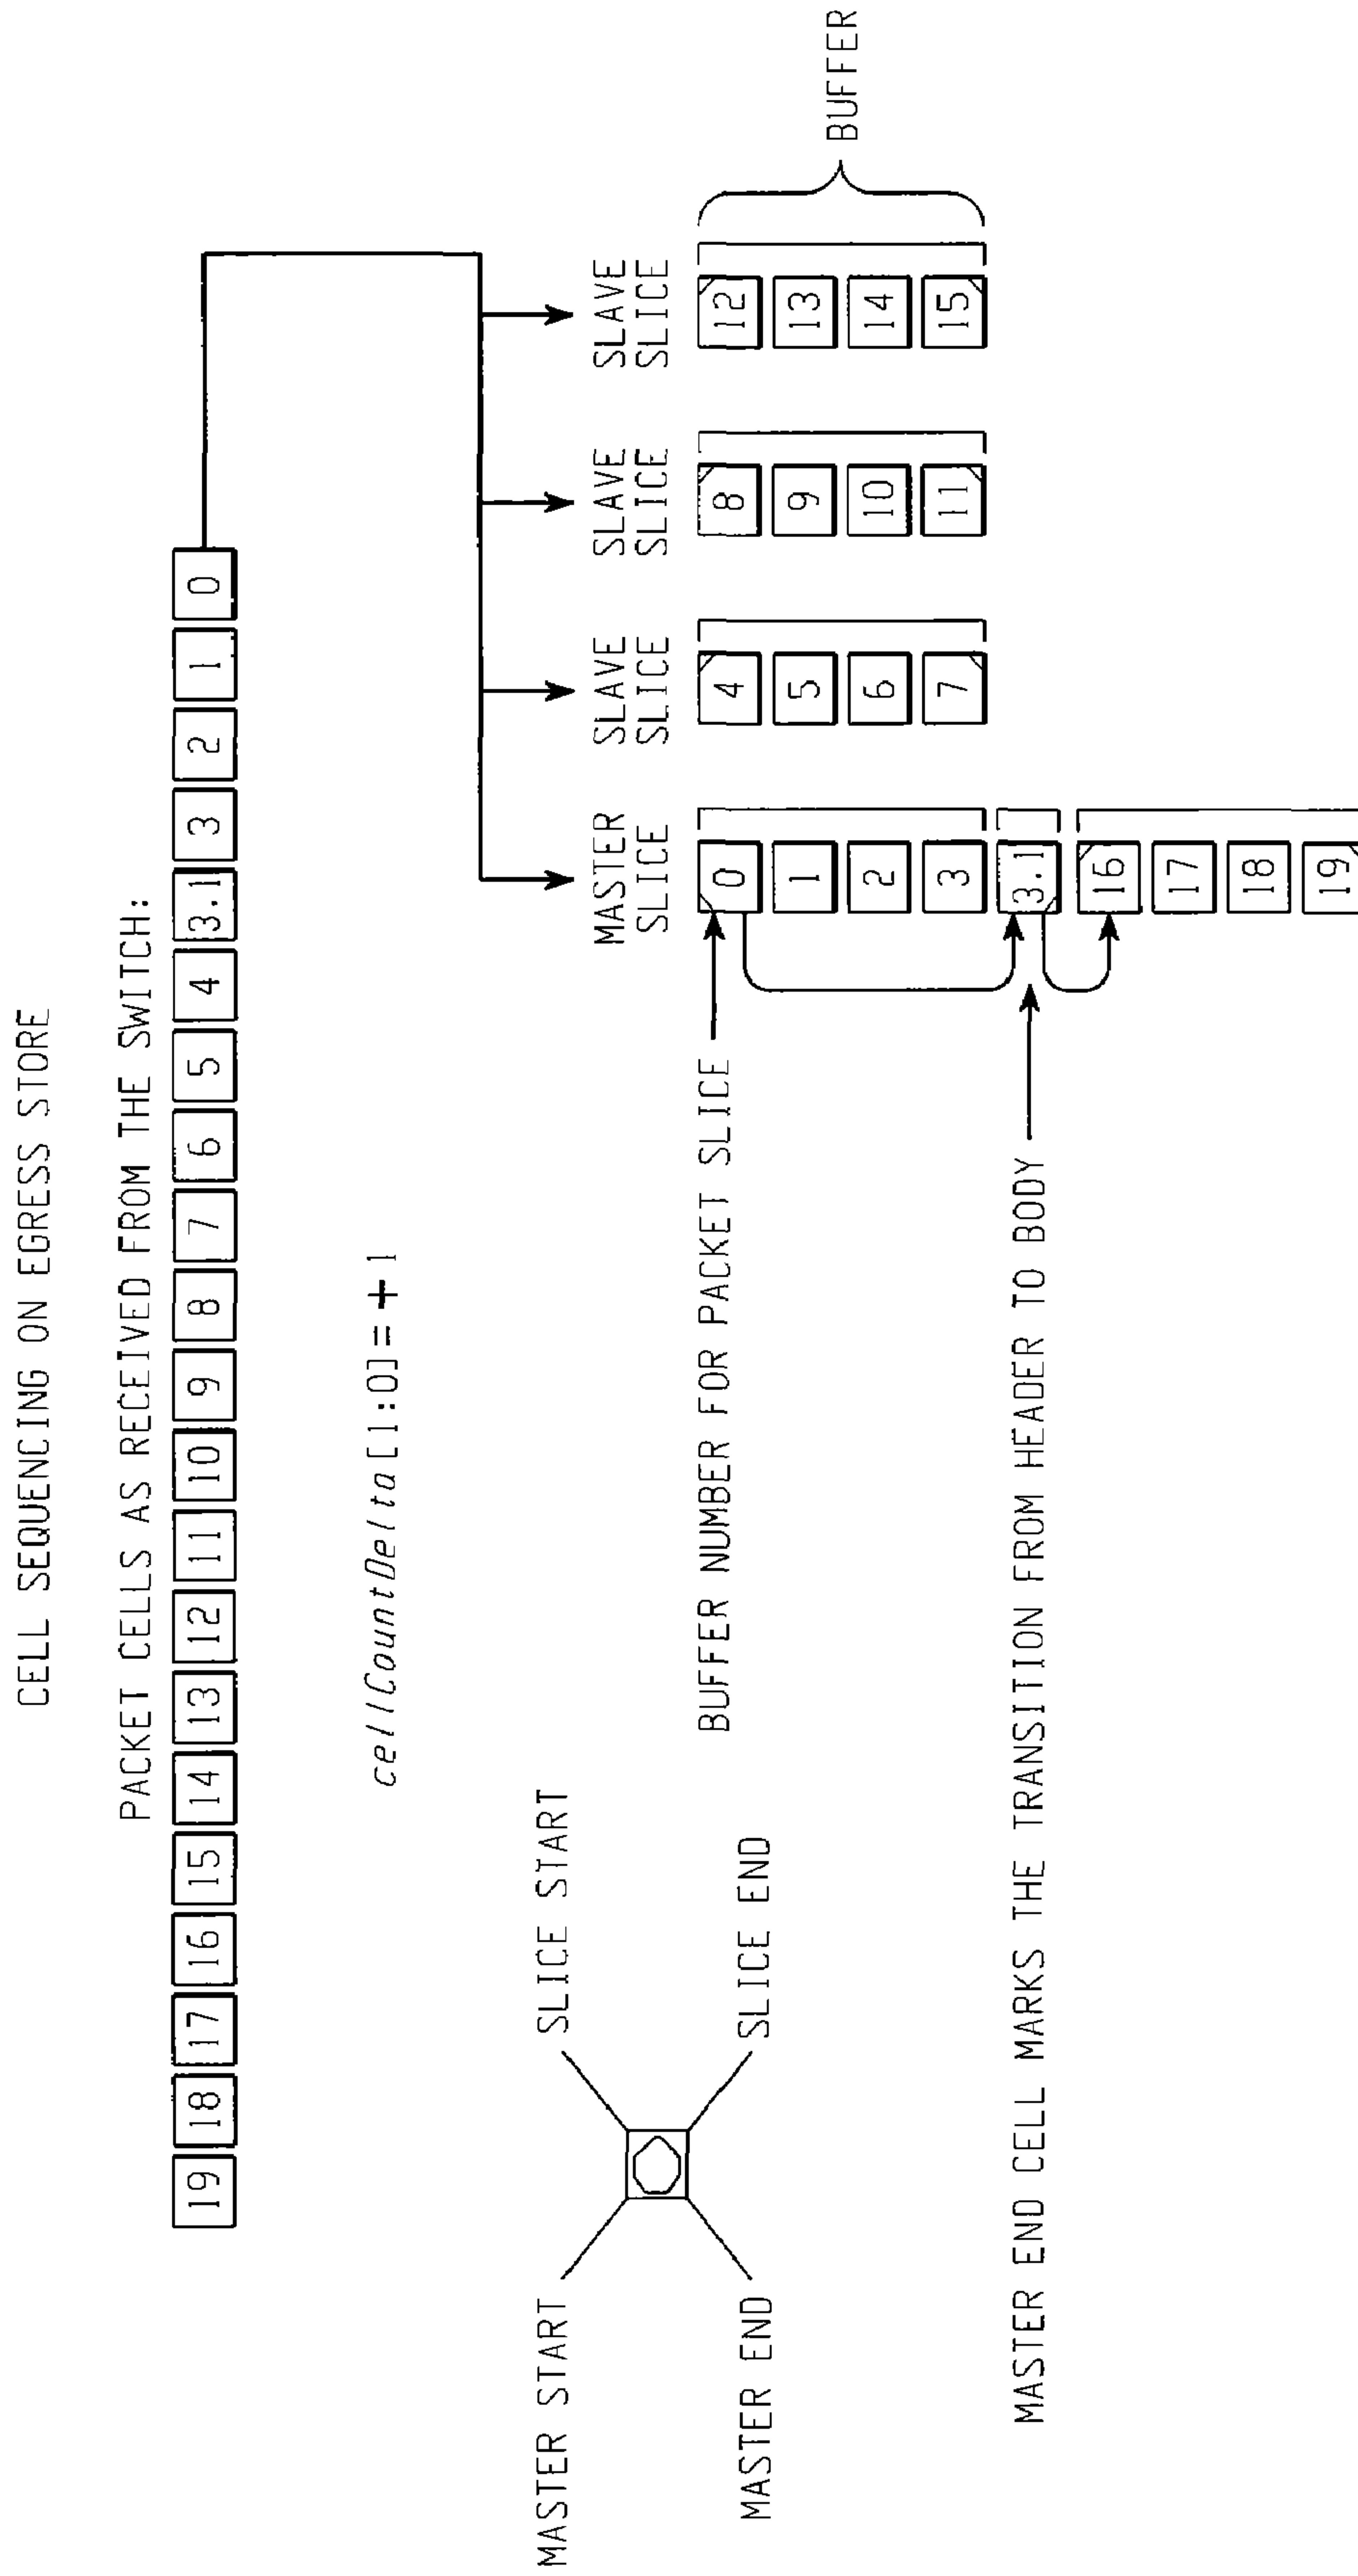 CELL SEQUENCING ON EGRESS STORE
PACKET CELLS AS RECEIVED FROM THE SWITCH:
19 18 17 16 15 14 13 12 11 10 9 8 7 6 5 4 3.1 3 2 1 0
cellCountDelta[1:0]=+1
MASTER START
SLICE START
MASTER END
SLICE END
MASTER SLICE
SLAVE SLICE
SLAVE SLICE
SLAVE SLICE
BUFFER NUMBER FOR PACKET SLICE
0 4 8 12
1 5 9 13
2 6 10 14
3 7 11 15
BUFFER
MASTER END CELL MARKS THE TRANSITION FROM HEADER TO BODY
3.1
16
17
18
19